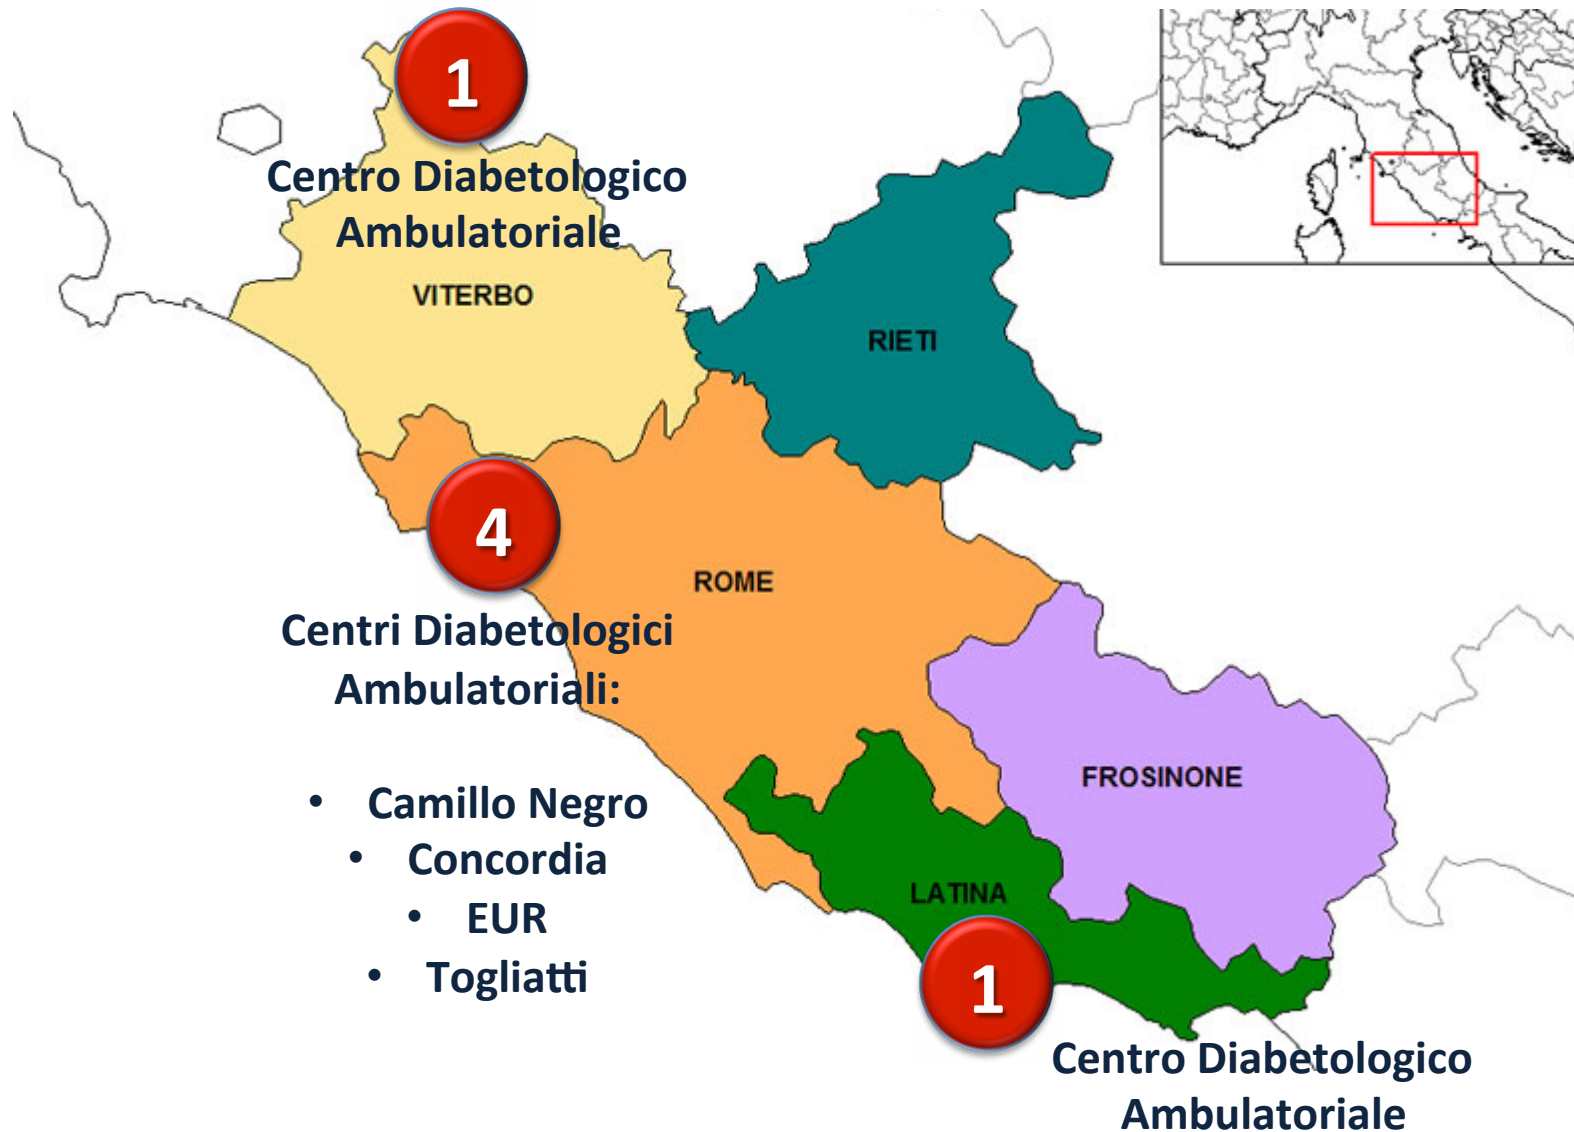 1
Centro Diabetologico
Ambulatoriale
VITERBO
RIETI
4
ROME
Centri Diabetologici
Ambulatoriali:
• Camillo Negro
• Concordia
• EUR
• Togliatti
FROSINONE
LATINA
1
Centro Diabetologico
Ambulatoriale